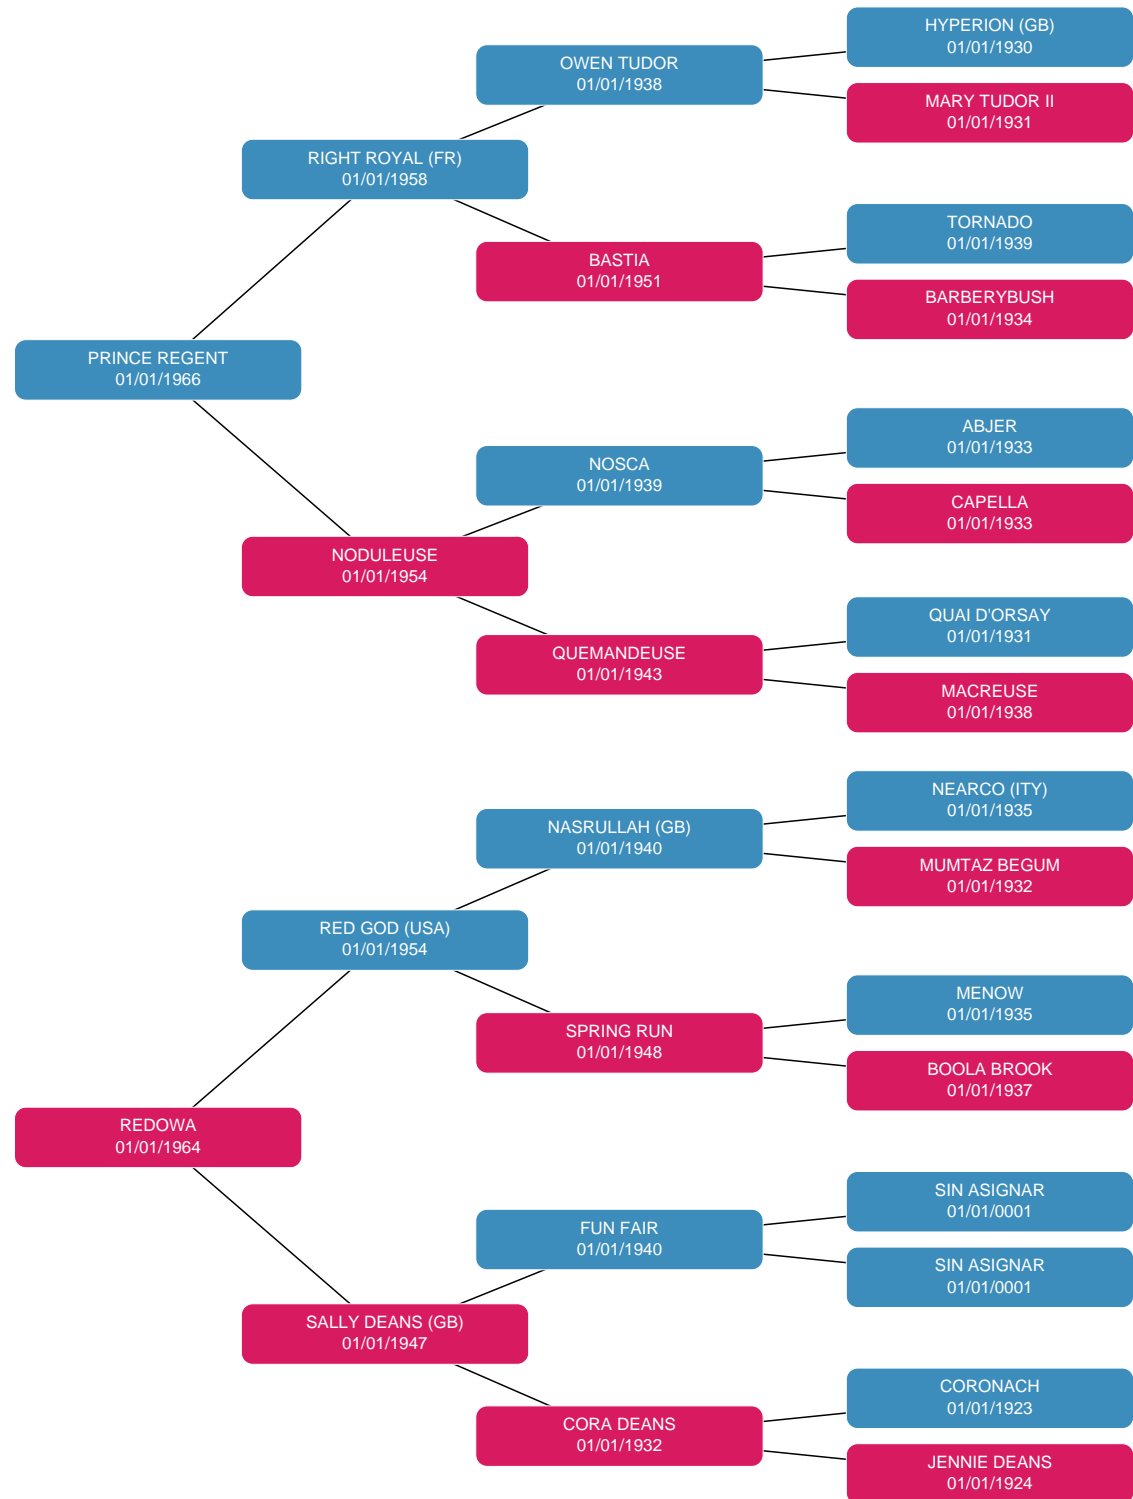 HYPERION (GB)
01/01/1930
OWEN TUDOR
01/01/1938
MARY TUDOR II
01/01/1931
RIGHT ROYAL (FR)
01/01/1958
TORNADO
01/01/1939
BASTIA
01/01/1951
BARBERYBUSH
01/01/1934
PRINCE REGENT
01/01/1966
ABJER
01/01/1933
NOSCA
01/01/1939
CAPELLA
01/01/1933
NODULEUSE
01/01/1954
QUAI D'ORSAY
01/01/1931
QUEMANDEUSE
01/01/1943
MACREUSE
01/01/1938
NEARCO (ITY)
01/01/1935
NASRULLAH (GB)
01/01/1940
MUMTAZ BEGUM
01/01/1932
RED GOD (USA)
01/01/1954
MENOW
01/01/1935
SPRING RUN
01/01/1948
BOOLA BROOK
01/01/1937
REDOWA
01/01/1964
SIN ASIGNAR
01/01/0001
FUN FAIR
01/01/1940
SIN ASIGNAR
01/01/0001
SALLY DEANS (GB)
01/01/1947
CORONACH
01/01/1923
CORA DEANS
01/01/1932
JENNIE DEANS
01/01/1924